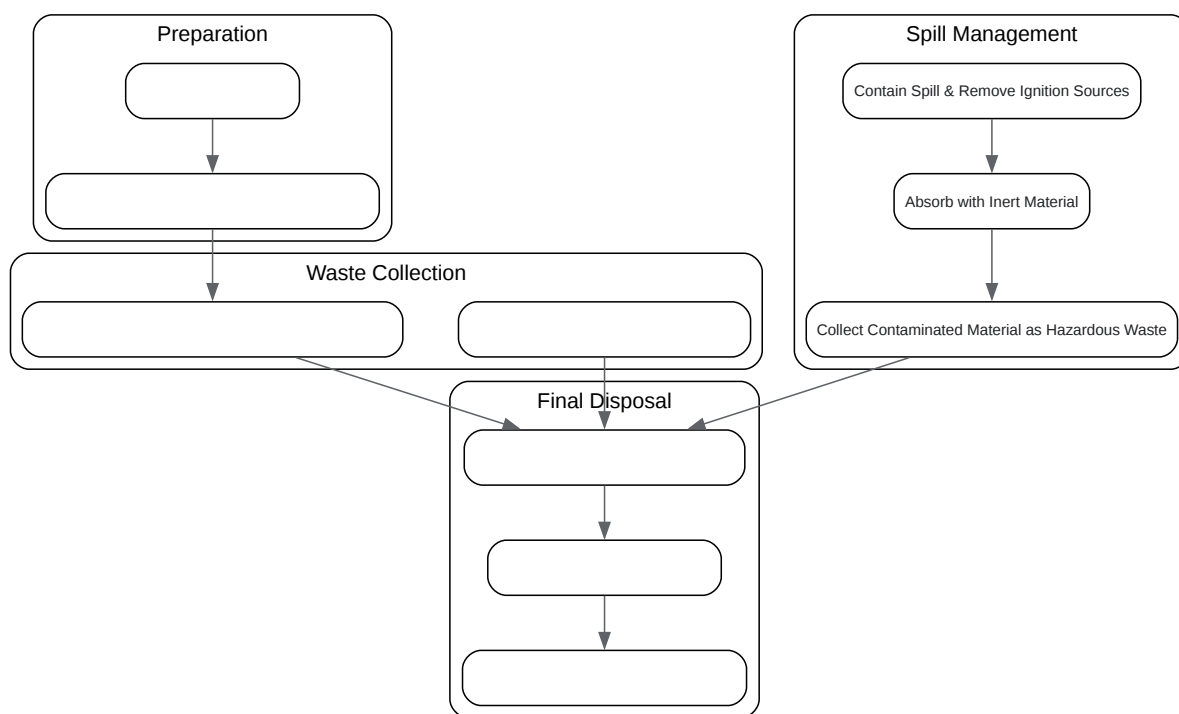 Preparation
Spill Management
Contain Spill & Remove Ignition Sources
Absorb with Inert Material
Waste Collection
Collect Contaminated Material as Hazardous Waste
Final Disposal